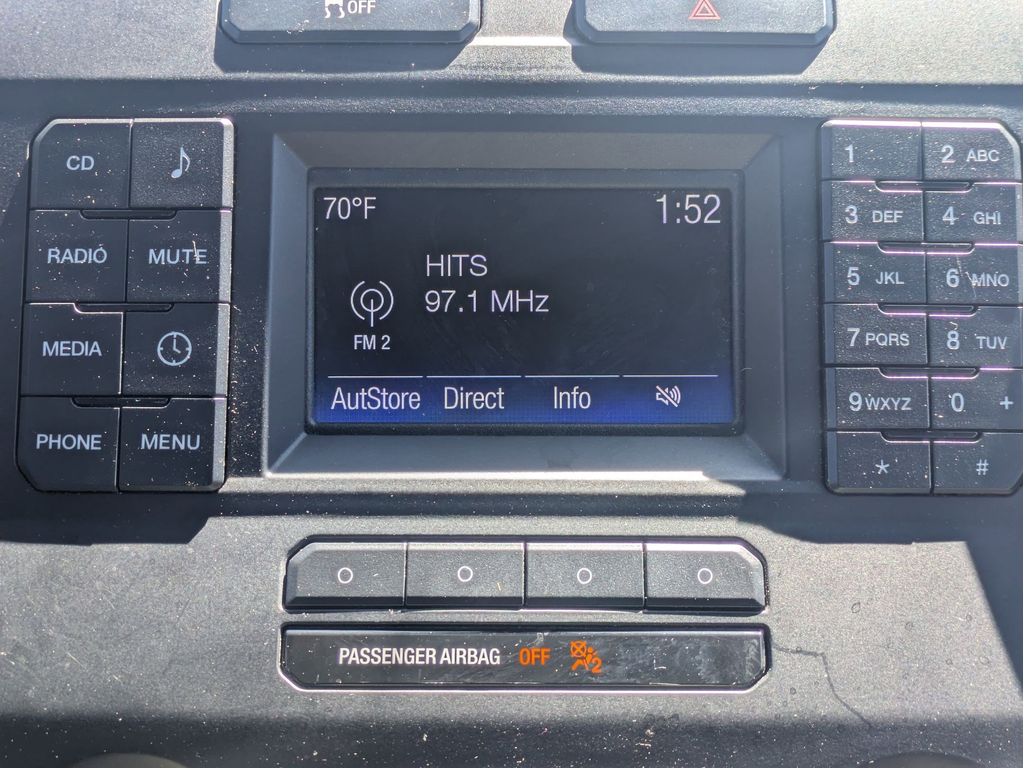 OFF
CD
RADIO MUTE
MEDIA
PHONE MENU
70°F 1:52
HITS
97.1 MHz
FM 2
AutStore Direct Info
1 2 ABC
3 DEF 4 GHI
5 JKL 6 MNO
7 PQRS 8 TUV
9 WXYZ 0 +
* #
PASSENGER AIRBAG OFF 2